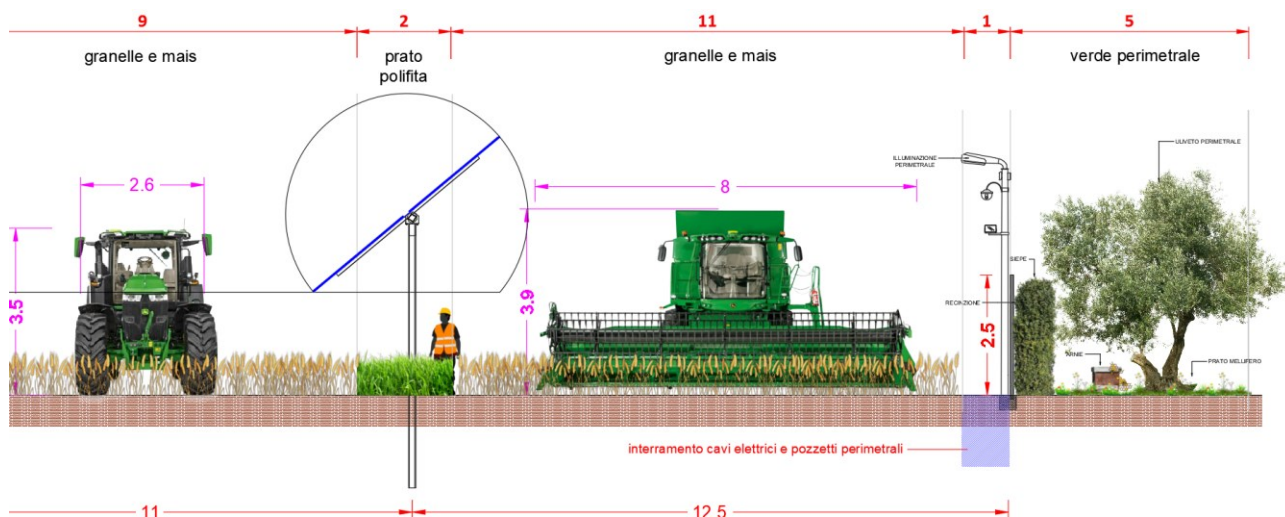 9
2
11
1
5
granelle e mais
prato
polifita
granelle e mais
verde perimetrale
ILLUMINAZIONE
PERIMETRALE
ULIVETO PERIMETRALE
2.6
8
3.5
3.9
SIEPE
RECINZIONE
2.5
ARNIE
PRATO MELLIFERO
interramento cavi elettrici e pozzetti perimetrali
11
12.5